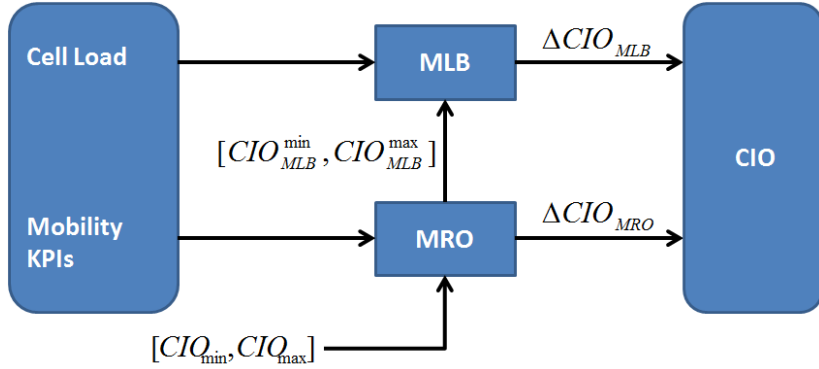 Cell Load
MLB
ΔCIO_MLB
[CIO_MLB^min, CIO_MLB^max]
CIO
Mobility
KPIs
MRO
ΔCIO_MRO
[CIO_min, CIO_max]